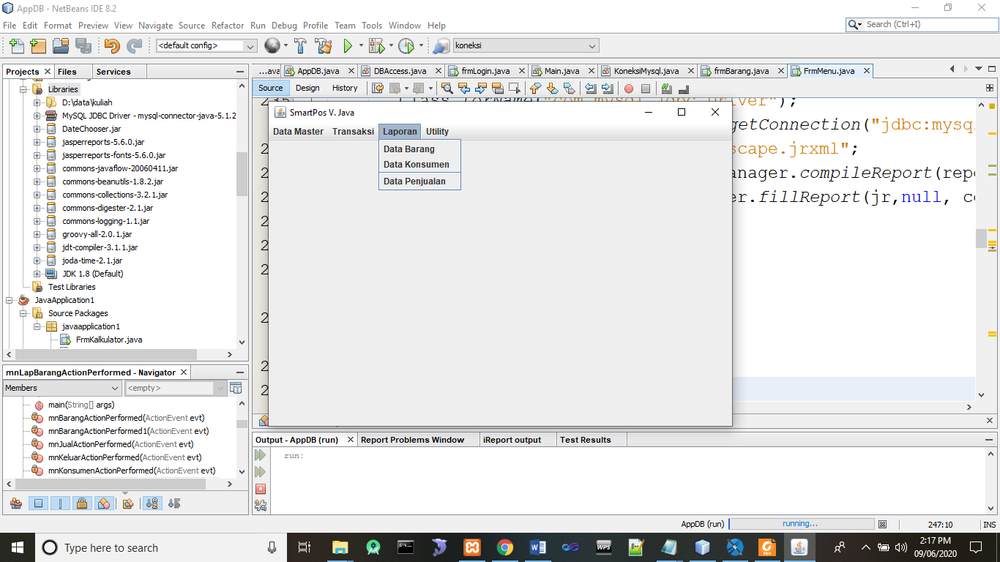 AppDB - NetBeans IDE 8.2
File Edit Format Preview View Navigate Source Refactor Run Debug Profile Team Tools Window Help
Search (Ctrl+I)
<default config>
koneksi
Projects Files Services
Libraries
D:\data\kuliah
MySQL JDBC Driver - mysql-connector-java-5.1.2
DateChooser.jar
jasperreports-5.6.0.jar
jasperreports-fonts-5.6.0.jar
commons-javaflow-20060411.jar
commons-beanutils-1.8.2.jar
commons-collections-3.2.1.jar
commons-digester-2.1.jar
commons-logging-1.1.jar
groovy-all-2.0.1.jar
jdt-compiler-3.1.1.jar
joda-time-2.1.jar
JDK 1.8 (Default)
Test Libraries
JavaApplication1
Source Packages
javaapplication1
FrmKalkulator.java
mnLapBarangActionPerformed - Navigator
Members
<empty>
main(String[] args)
mnBarangActionPerformed(ActionEvent evt)
mnBarangActionPerformed1(ActionEvent evt)
mnJualActionPerformed(ActionEvent evt)
mnKeluarActionPerformed(ActionEvent evt)
mnKonsumenActionPerformed(ActionEvent evt)
...ava AppDB.java DBAccess.java frmLogin.java Main.java KoneksiMysql.java frmBarang.java FrmMenu.java
Source Design History
getConnection("jdbc:mysq
scape.jrxml";
anager.compileReport(repo
er.fillReport(jr,null, co
SmartPos V. Java
Data Master Transaksi Laporan Utility
Data Barang
Data Konsumen
Data Penjualan
Output - AppDB (run) Report Problems Window iReport output Test Results
run:
AppDB (run) running... 247:10 INS
Type here to search
WPS
PDF
2:17 PM
09/06/2020